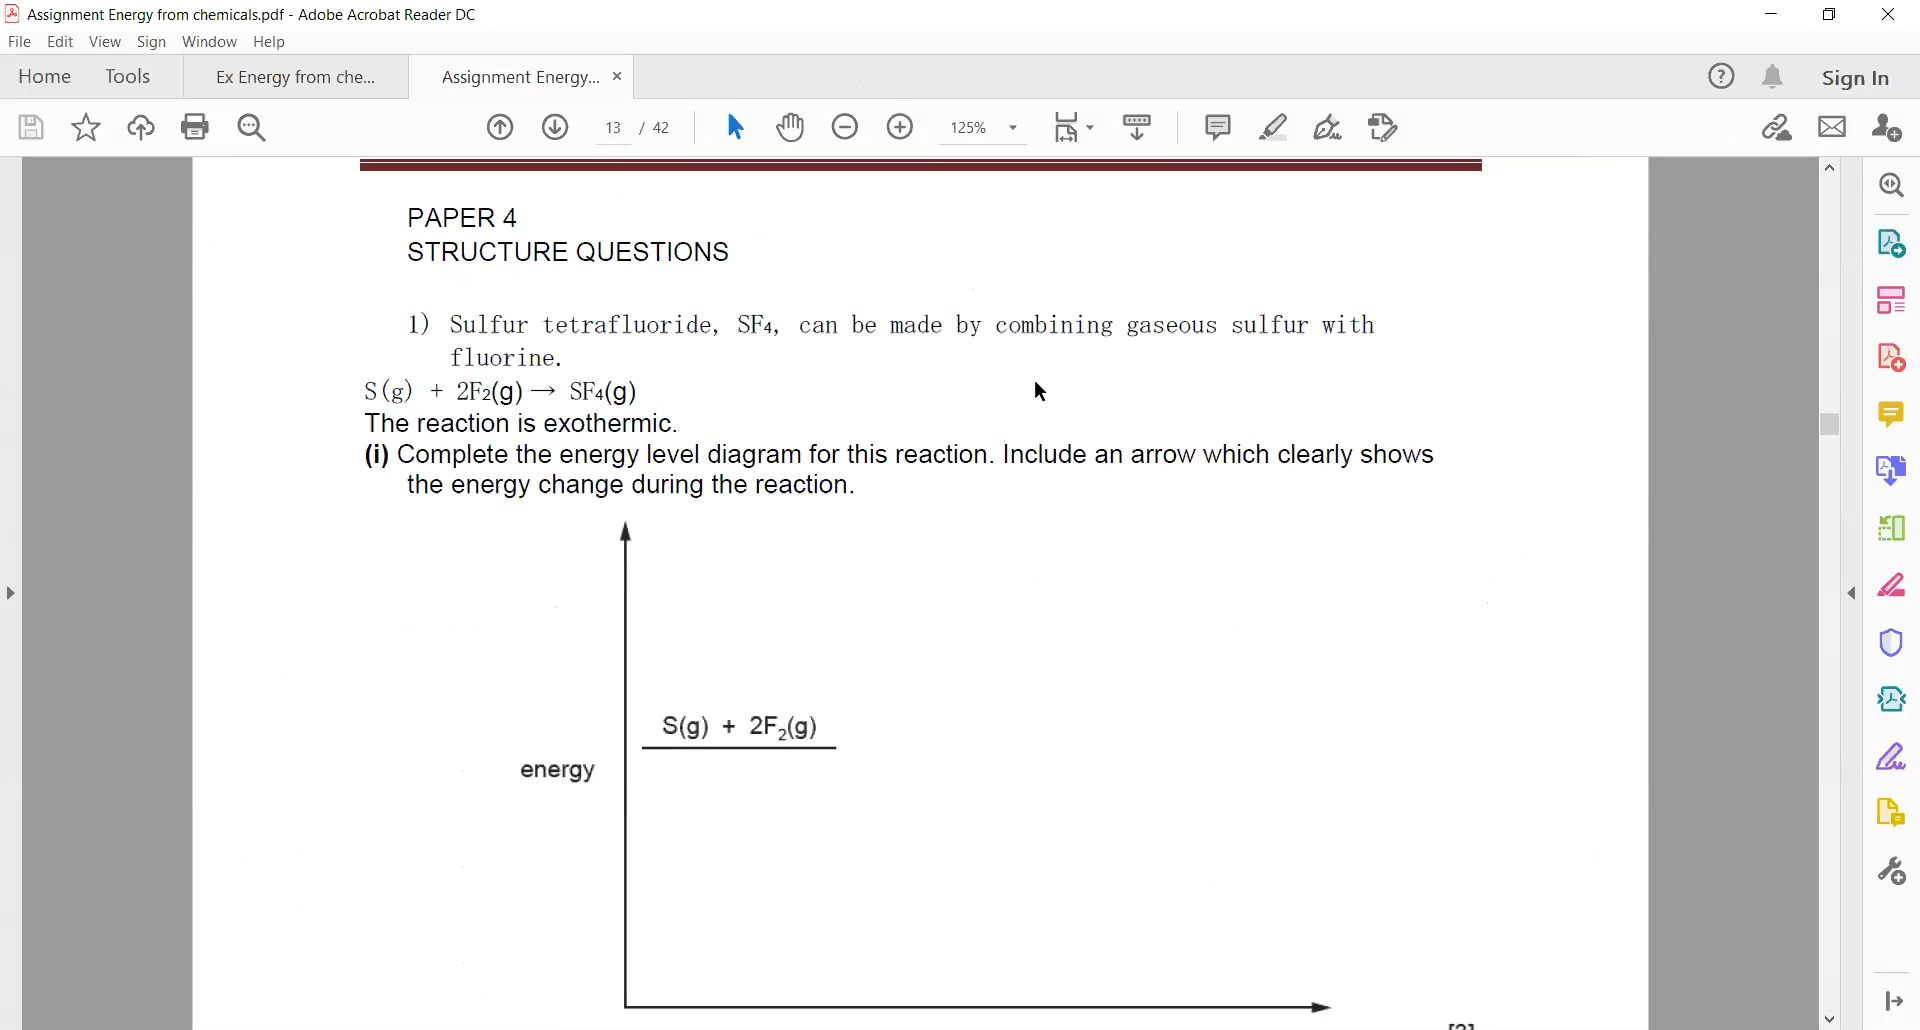 Assignment Energy from chemicals.pdf - Adobe Acrobat Reader DC
File Edit View Sign Window Help
Home Tools Ex Energy from che... Assignment Energy... × Sign In
13 / 42 125%
PAPER 4
STRUCTURE QUESTIONS
1) Sulfur tetrafluoride, SF₄, can be made by combining gaseous sulfur with
fluorine.
S(g) + 2F₂(g) → SF₄(g)
The reaction is exothermic.
(i) Complete the energy level diagram for this reaction. Include an arrow which clearly shows
the energy change during the reaction.
S(g) + 2F₂(g)
energy